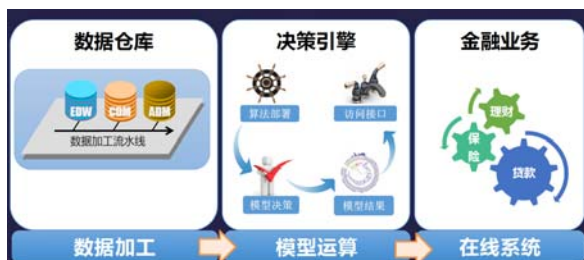 数据仓库
EDW
CDM
ADM
数据加工流水线
数据加工
决策引擎
算法部署
访问接口
模型决策
模型结果
模型运算
金融业务
理财
保险
贷款
在线系统